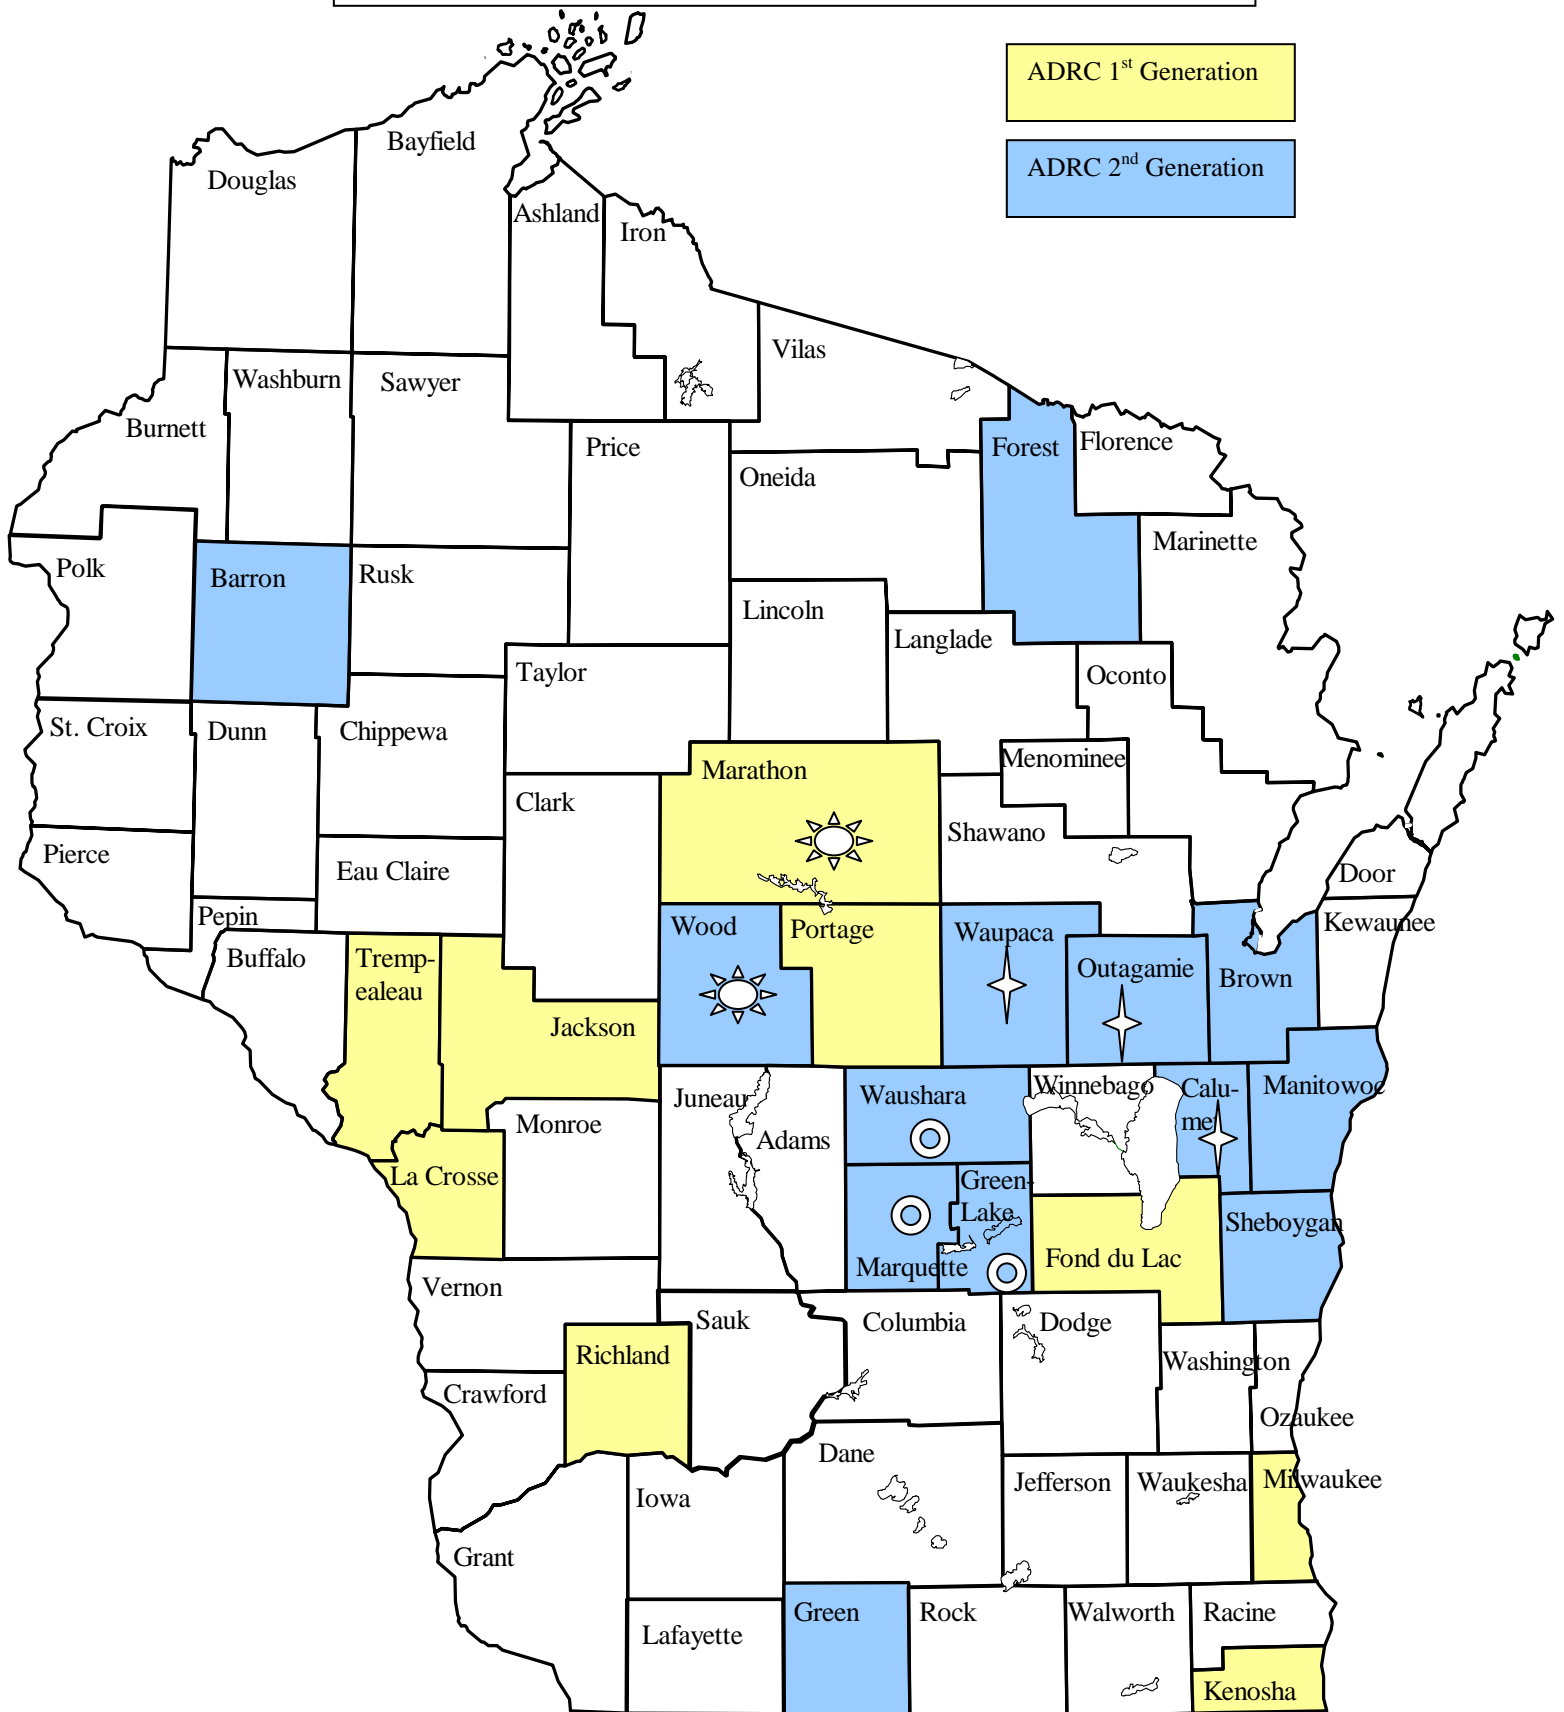 ADRC 1st Generation
ADRC 2nd Generation
Bayfield
Douglas
Ashland
Iron
Vilas
Washburn
Sawyer
Burnett
Price
Forest
Florence
Oneida
Marinette
Polk
Barron
Rusk
Lincoln
Langlade
Taylor
Oconto
St. Croix
Dunn
Chippewa
Menominee
Marathon
Clark
Shawano
Pierce
Eau Claire
Door
Pepin
Wood
Portage
Waupaca
Kewaunee
Buffalo
Tremp-
ealeau
Outagamie
Brown
Jackson
Juneau
Waushara
Winnebago
Calu-
met
Manitowoc
Monroe
Adams
La Crosse
Green-
Lake
Sheboygan
Marquette
Fond du Lac
Vernon
Sauk
Columbia
Dodge
Richland
Washington
Crawford
Ozaukee
Dane
Jefferson
Waukesha
Milwaukee
Iowa
Grant
Green
Rock
Walworth
Racine
Lafayette
Kenosha